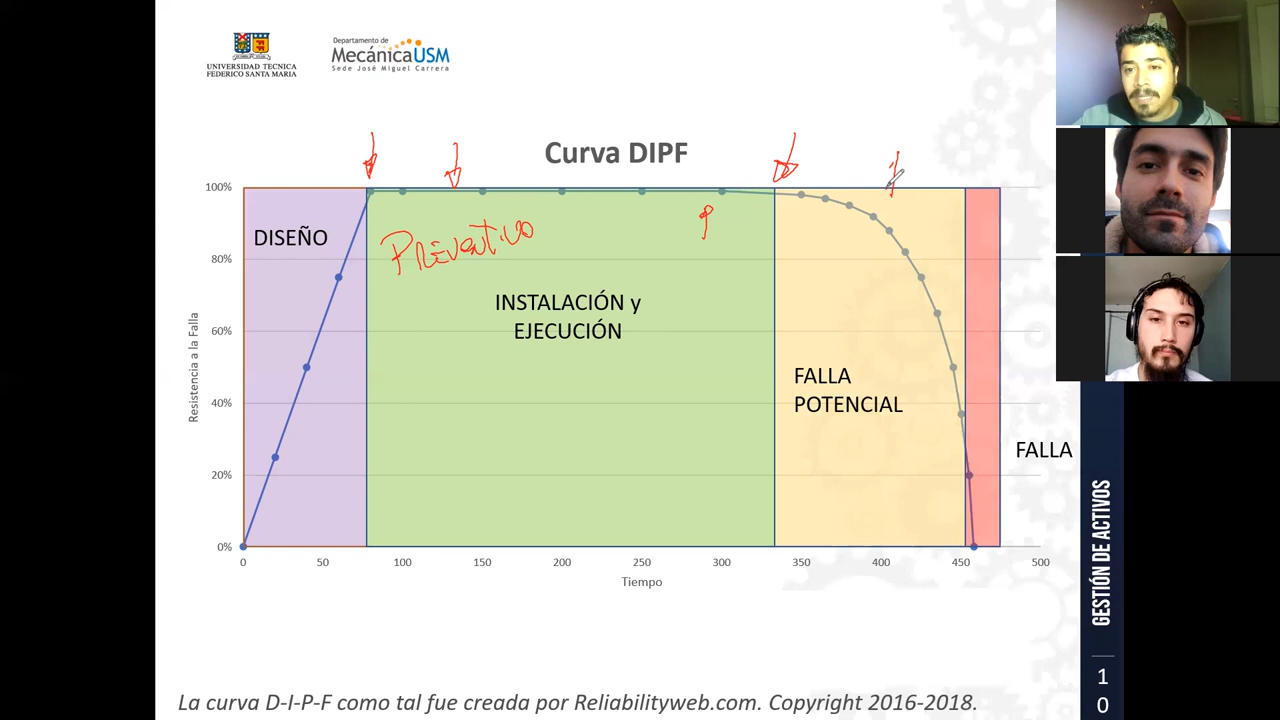 UNIVERSIDAD TECNICA
FEDERICO SANTA MARIA
Departamento de
MecánicaUSM
Sede José Miguel Carrera
Curva DIPF
100%
80%
60%
40%
20%
0%
Resistencia a la Falla
DISEÑO
Preventivo
INSTALACIÓN y
EJECUCIÓN
FALLA
POTENCIAL
FALLA
0
50
100
150
200
250
300
350
400
450
500
Tiempo
GESTIÓN DE ACTIVOS
1
0
La curva D-I-P-F como tal fue creada por Reliabilityweb.com. Copyright 2016-2018.